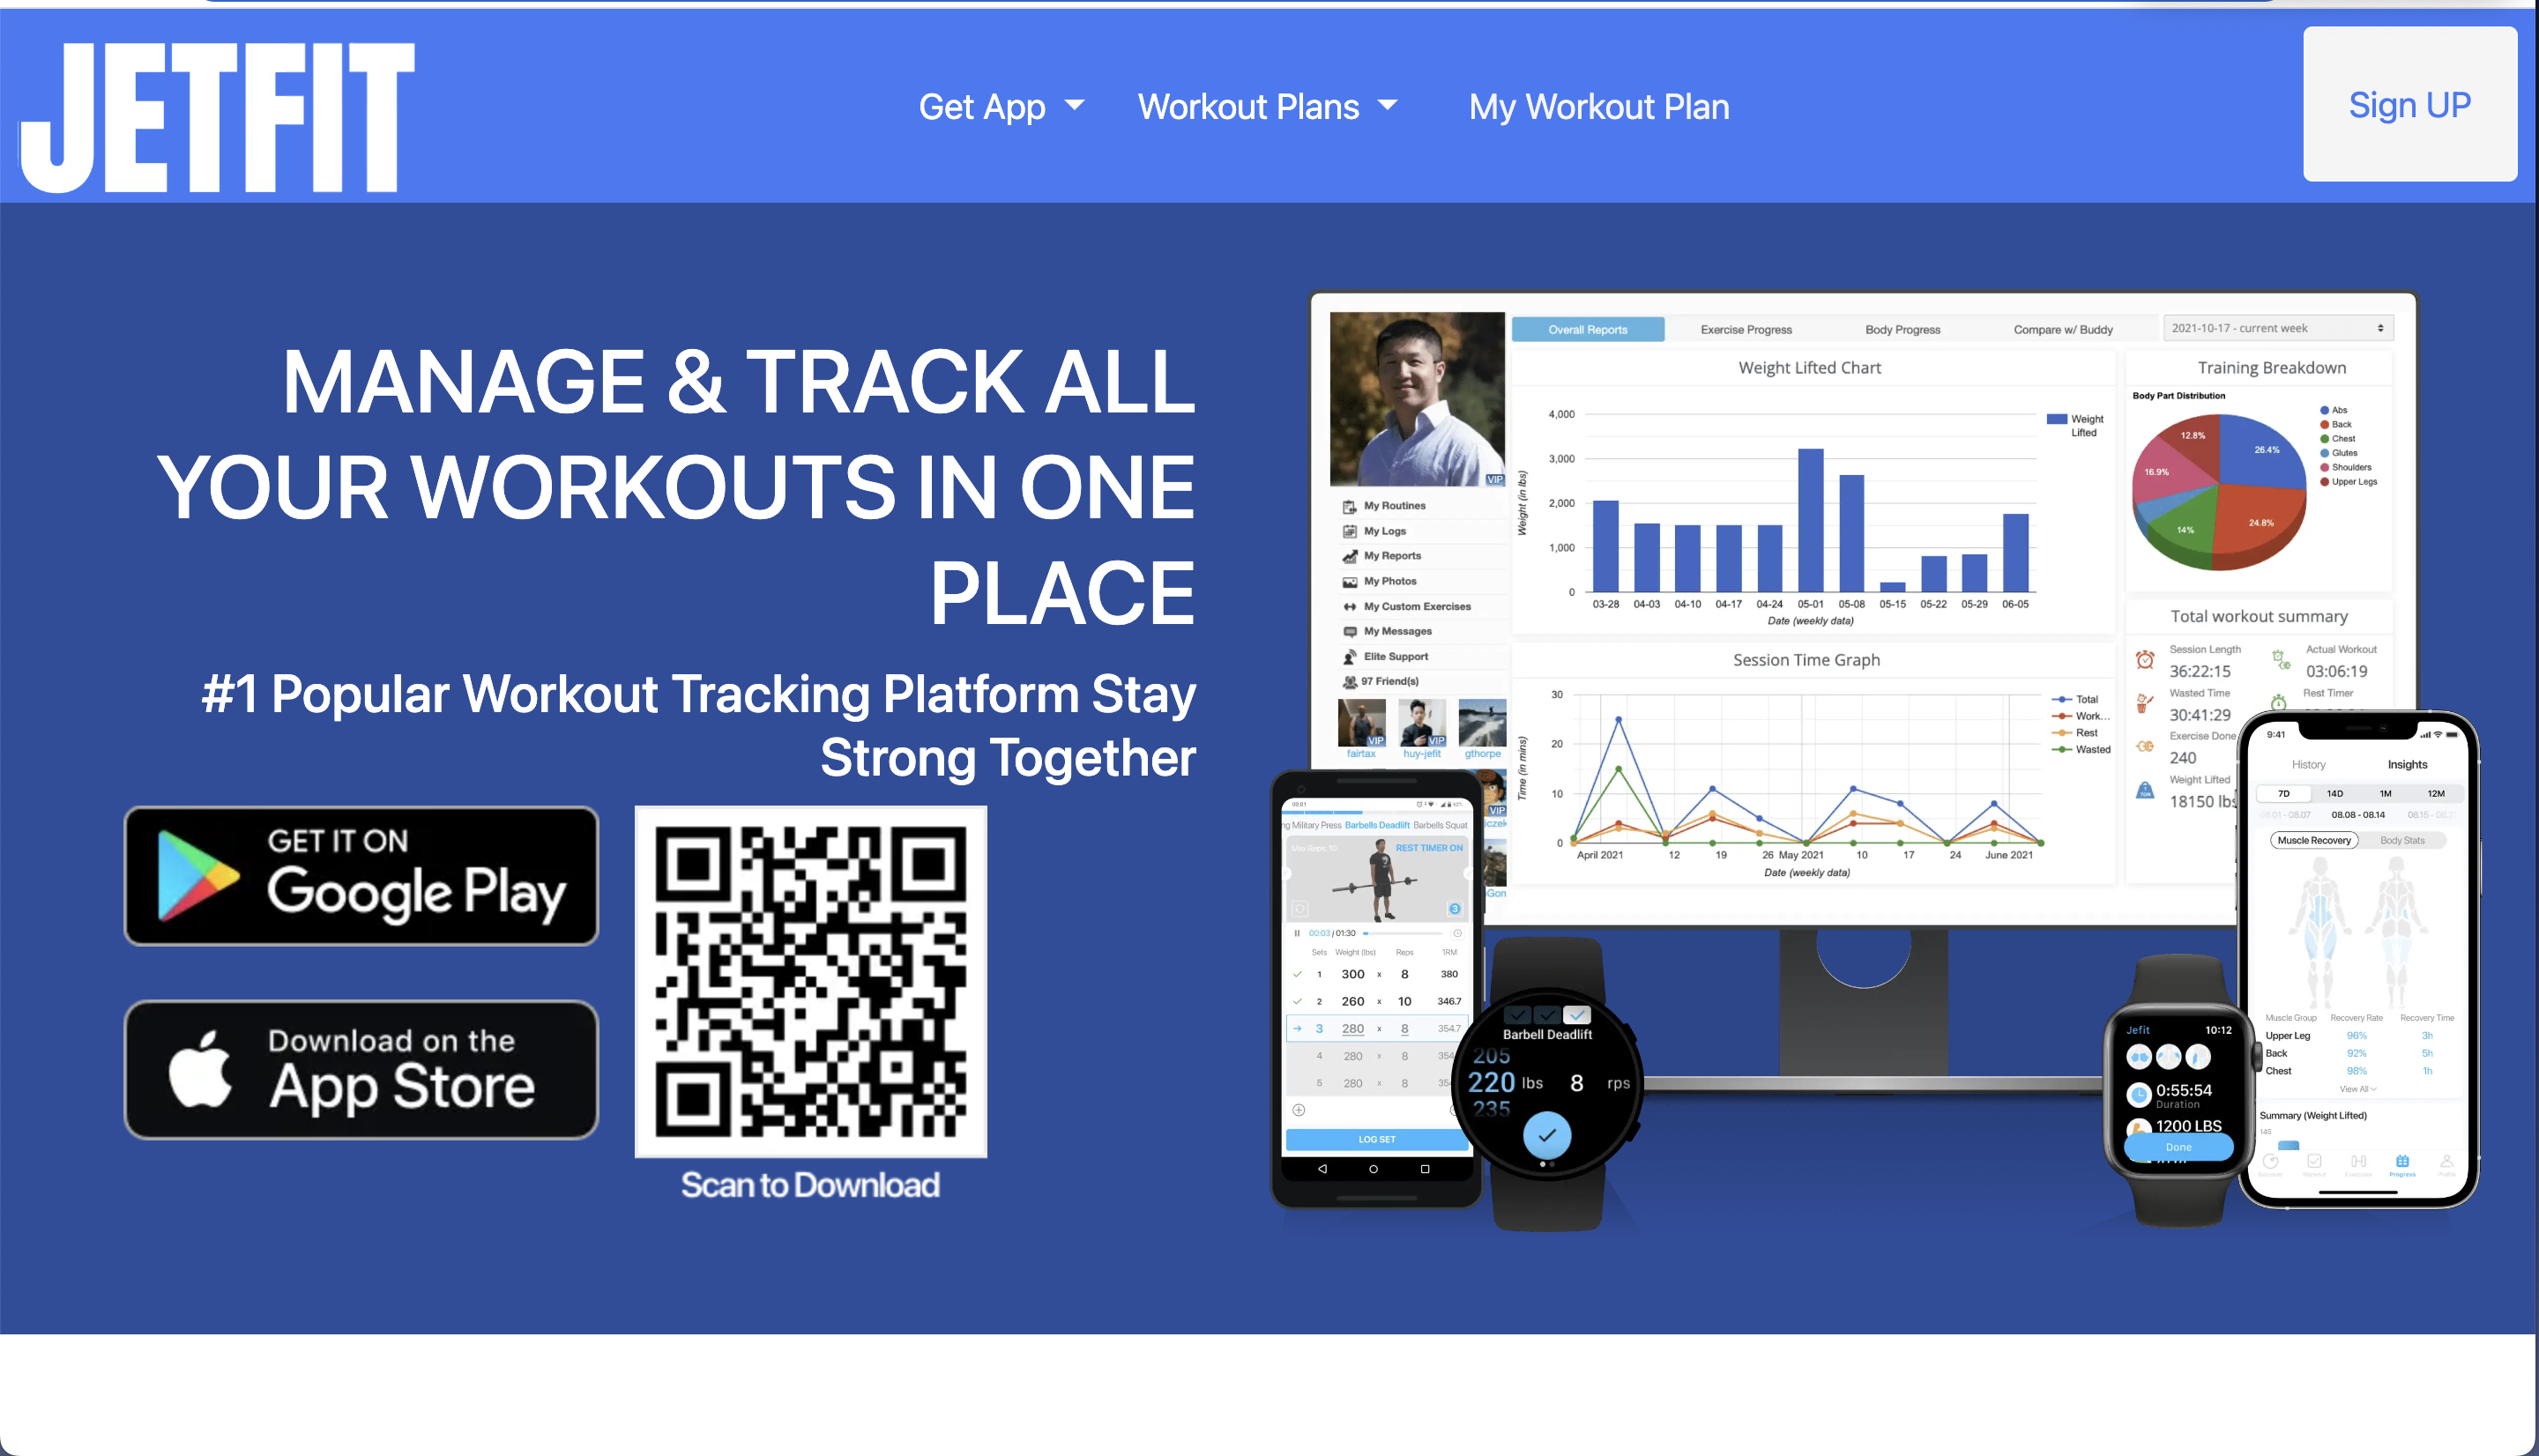 JETFIT
Get App
Workout Plans
My Workout Plan
Sign UP
MANAGE & TRACK ALL
YOUR WORKOUTS IN ONE
PLACE
#1 Popular Workout Tracking Platform Stay
Strong Together
GET IT ON
Google Play
Download on the
App Store
Scan to Download
VIP
My Routines
My Logs
My Reports
My Photos
My Custom Exercises
My Messages
Elite Support
97 Friend(s)
VIP
VIP
fairtax
huy-jefit
gthorpe
VIP
Overall Reports
Exercise Progress
Body Progress
Compare w/ Buddy
2021-10-17 - current week
Weight Lifted Chart
Weight (in lbs)
4,000
3,000
2,000
1,000
0
03-28 04-03 04-10 04-17 04-24 05-01 05-08 05-15 05-22 05-29 06-05
Date (weekly data)
Weight
Lifted
Training Breakdown
Body Part Distribution
12.8%
26.4%
16.9%
24.8%
14%
Abs
Back
Chest
Glutes
Shoulders
Upper Legs
Session Time Graph
Time (in mins)
30
20
10
0
April 2021 12 19 26 May 2021 10 17 24 June 2021
Date (weekly data)
Total
Work...
Rest
Wasted
Total workout summary
Session Length
36:22:15
Actual Workout
03:06:19
Wasted Time
30:41:29
Rest Timer
Exercise Done
240
Weight Lifted
18150 lbs
ng Military Press Barbells Deadlift Barbells Squat
REST TIMER ON
3
00:03 / 01:30
Sets Weight (lbs) Reps 1RM
1 300 x 8 380
2 260 x 10 346.7
3 280 x 8 354.7
4 280 x 8 354
5 280 x 8
LOG SET
Barbell Deadlift
205
220 lbs 8 rps
235
Jefit 10:12
0:55:54
Duration
1200 LBS
Done
9:41
History
Insights
7D 14D 1M 12M
08.08 - 08.14
Muscle Recovery
Body Stats
Muscle Group Recovery Rate Recovery Time
Upper Leg 96% 3h
Back 92% 5h
Chest 98% 1h
View All
Summary (Weight Lifted)
145
Progress